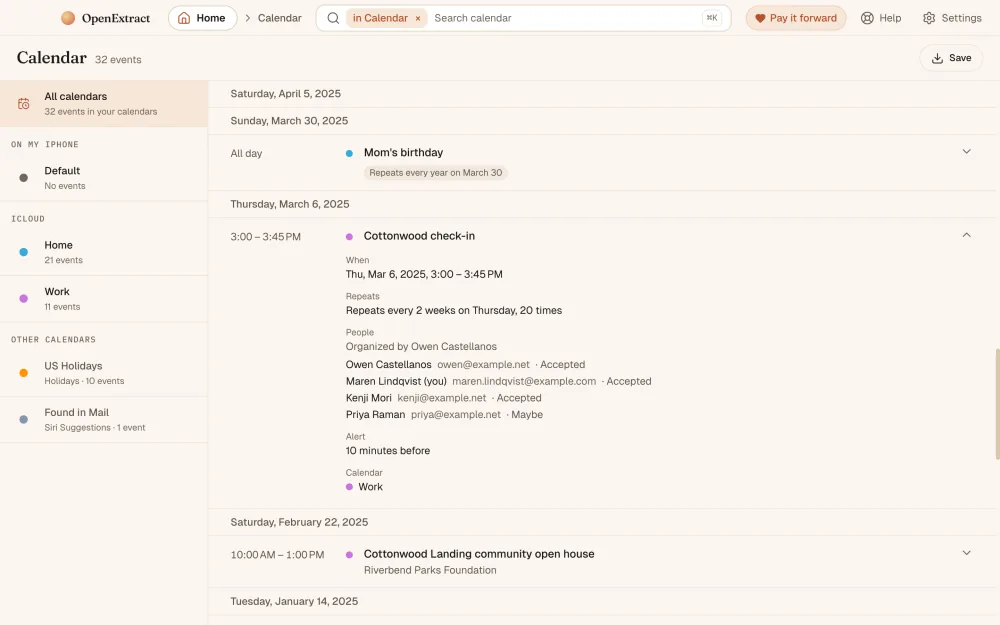 OpenExtract
Home
Calendar
in Calendar ×
Search calendar
⌘K
Pay it forward
Help
Settings
Calendar 32 events
Save
All calendars
32 events in your calendars
ON MY IPHONE
Default
No events
ICLOUD
Home
21 events
Work
11 events
OTHER CALENDARS
US Holidays
Holidays · 10 events
Found in Mail
Siri Suggestions · 1 event
Saturday, April 5, 2025
Sunday, March 30, 2025
All day
Mom's birthday
Repeats every year on March 30
Thursday, March 6, 2025
3:00 – 3:45 PM
Cottonwood check-in
When
Thu, Mar 6, 2025, 3:00 – 3:45 PM
Repeats
Repeats every 2 weeks on Thursday, 20 times
People
Organized by Owen Castellanos
Owen Castellanos owen@example.net · Accepted
Maren Lindqvist (you) maren.lindqvist@example.com · Accepted
Kenji Mori kenji@example.net · Accepted
Priya Raman priya@example.net · Maybe
Alert
10 minutes before
Calendar
Work
Saturday, February 22, 2025
10:00 AM – 1:00 PM
Cottonwood Landing community open house
Riverbend Parks Foundation
Tuesday, January 14, 2025